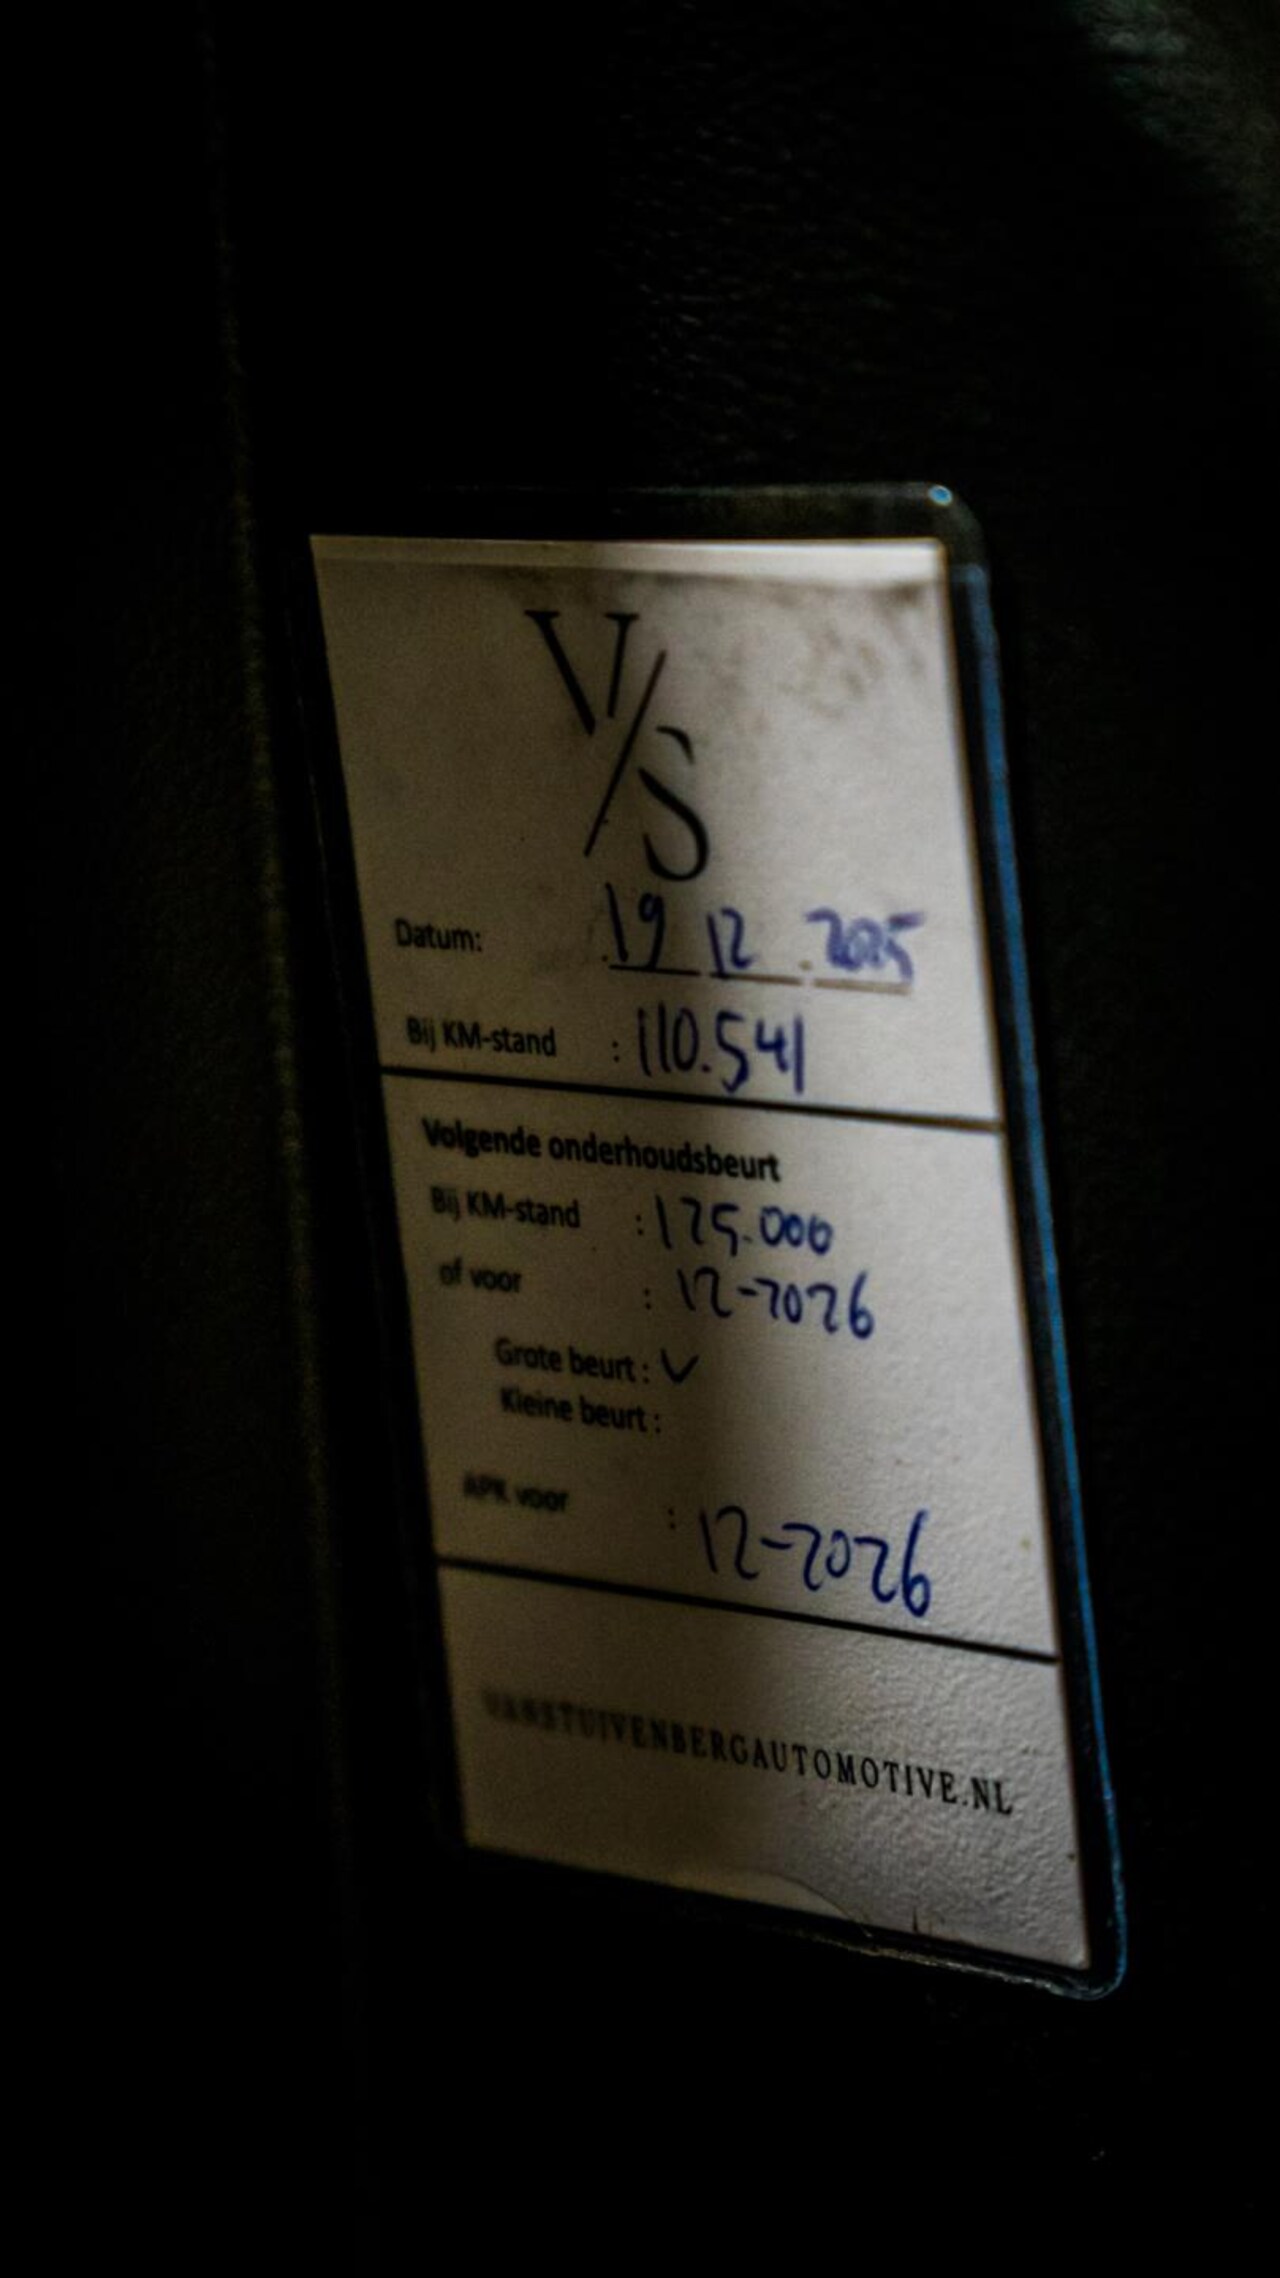 V/S
Datum: 19 12 2025
Bij KM-stand : 110.541
Volgende onderhoudsbeurt
Bij KM-stand : 125.000
of voor : 12-2026
Grote beurt : ✓
Kleine beurt :
APK voor : 12-2026
VANSTUIVENBERGAUTOMOTIVE.NL